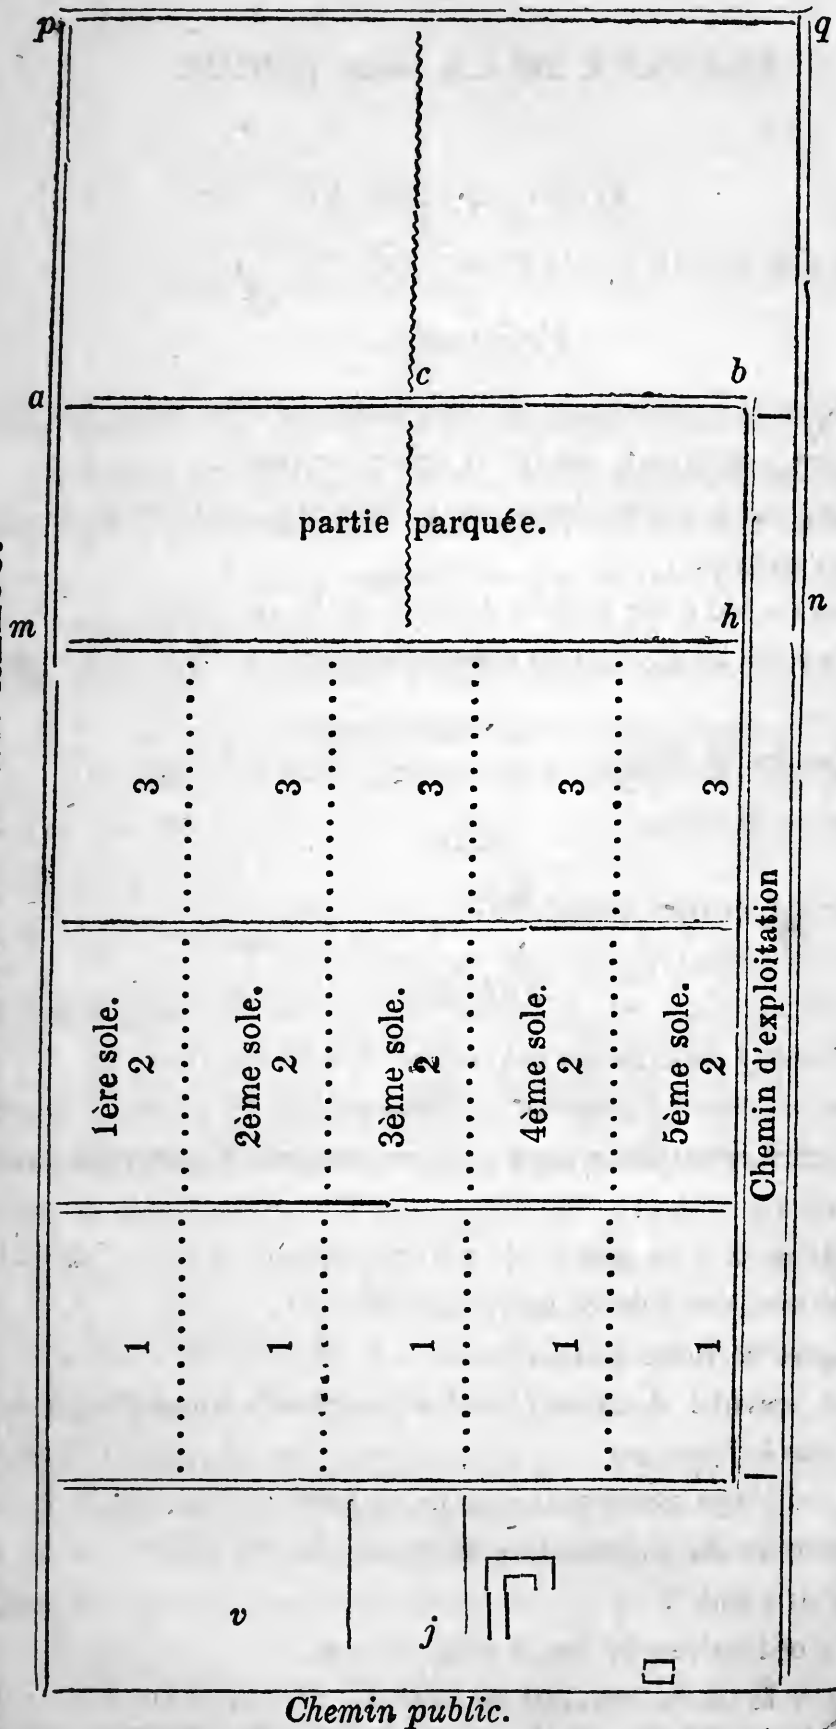 p q
c b
a
partie parquée.
m h n
3 3 3 3 3
1ère sole.
2
2ème sole.
2
3ème sole.
2
4ème sole.
2
5ème sole.
2
Chemin d'exploitation
1 1 1 1 1
v j
Chemin public.